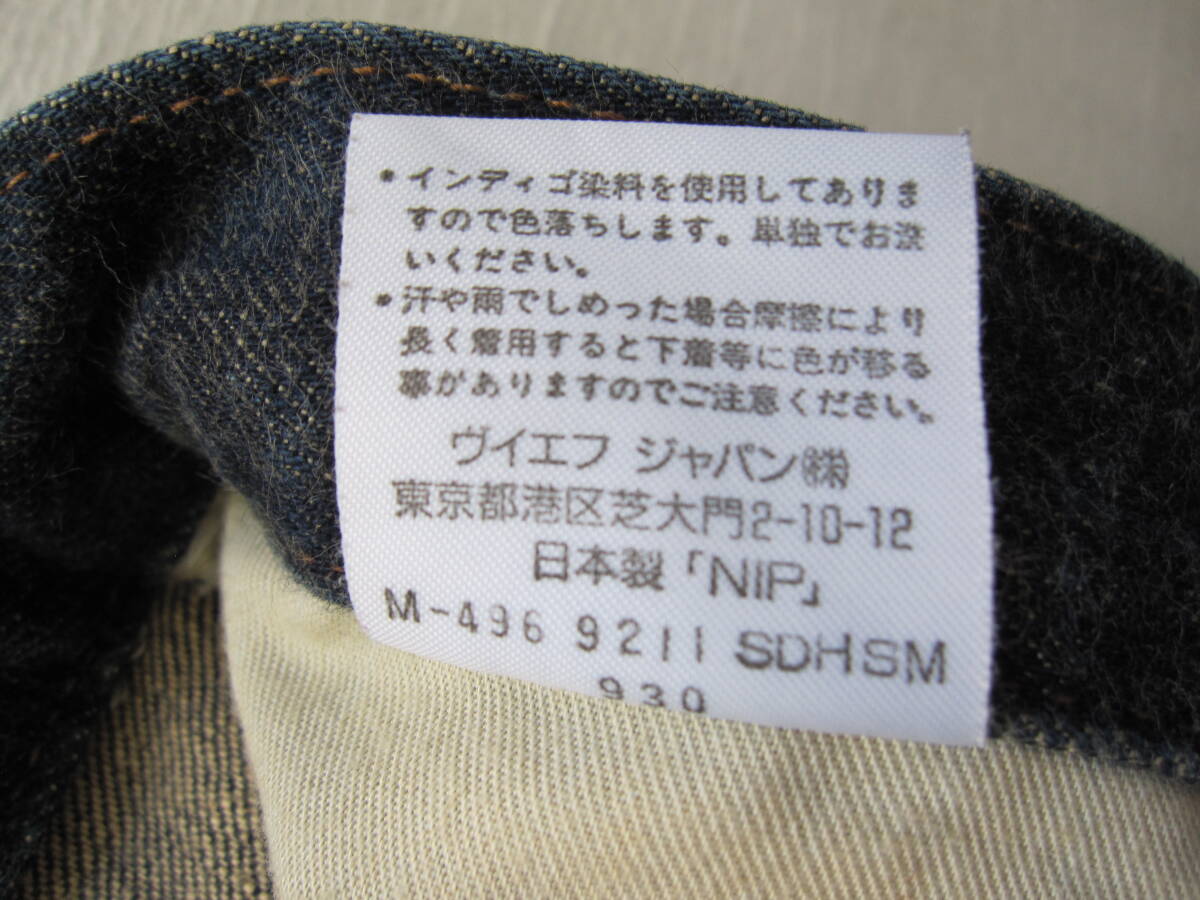 ・インディゴ染料を使用してありま
すので色落ちします。単独でお洗
いください。
・汗や雨でしめった場合摩擦により
長く着用すると下着等に色が移る
事がありますのでご注意ください。
ヴイエフ ジャパン㈱
東京都港区芝大門2-10-12
日本製「NIP」
M-496 9211 SDHSM
930